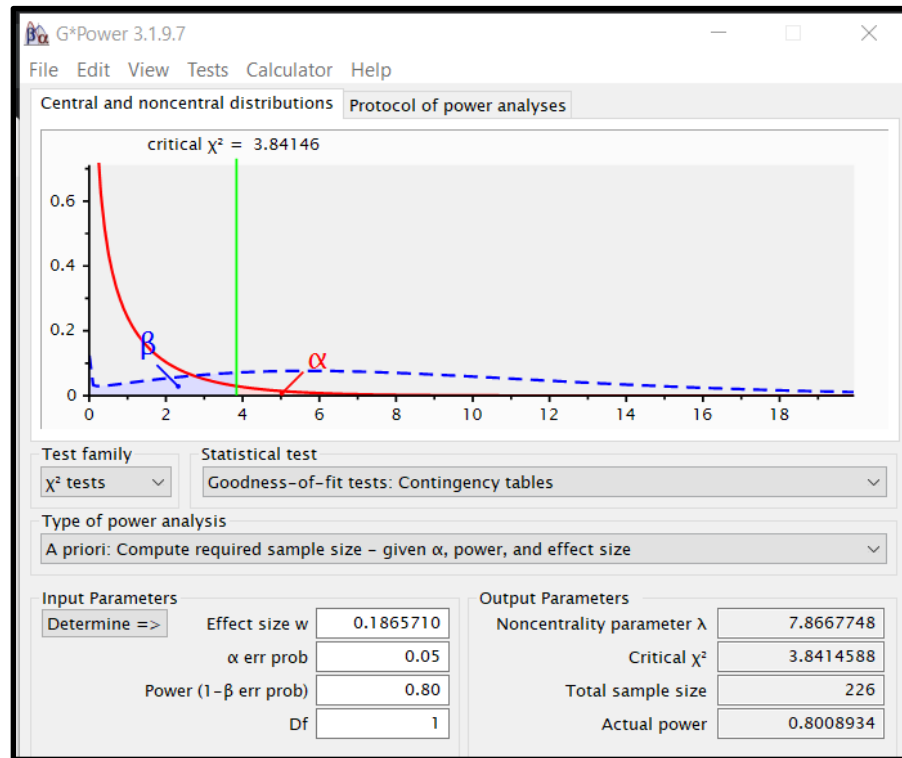 G*Power 3.1.9.7
File Edit View Tests Calculator Help
Central and noncentral distributions Protocol of power analyses
critical χ² = 3.84146
0.6
0.4
0.2
0
β
α
0 2 4 6 8 10 12 14 16 18
Test family
χ² tests
Statistical test
Goodness-of-fit tests: Contingency tables
Type of power analysis
A priori: Compute required sample size – given α, power, and effect size
Input Parameters
Determine =>
Effect size w 0.1865710
α err prob 0.05
Power (1-β err prob) 0.80
Df 1
Output Parameters
Noncentrality parameter λ 7.8667748
Critical χ² 3.8414588
Total sample size 226
Actual power 0.8008934